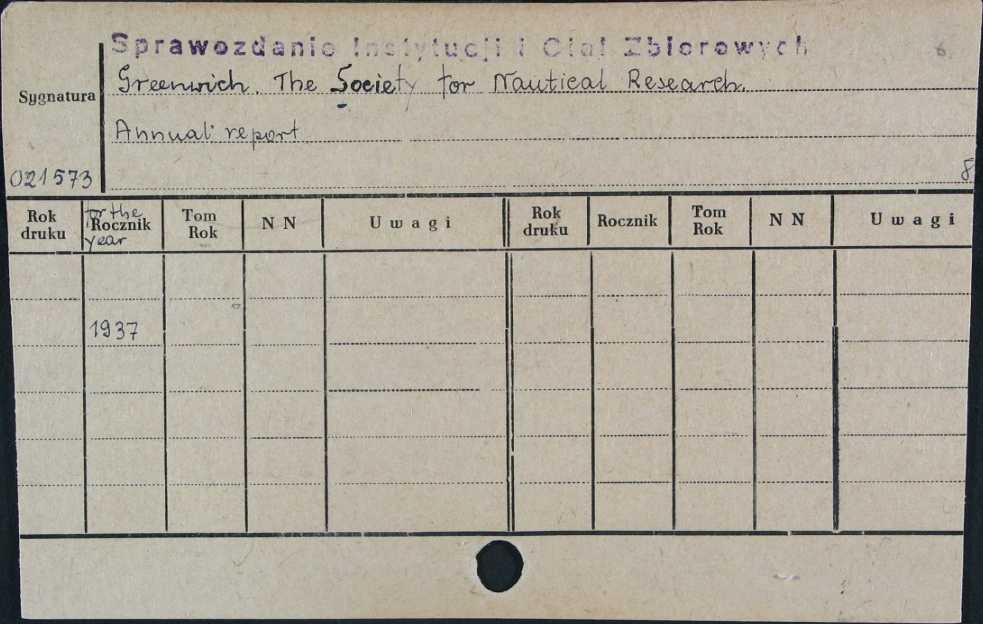 Sprawozdanie Instytucji i Ciał Zbiorowych 6.
Greenwich. The Society for Nautical Research.
Sygnatura
Annual report
021573 8
Rok druku for the year Rocznik Tom Rok N N Uwagi Rok druku Rocznik Tom Rok N N Uwagi
1937